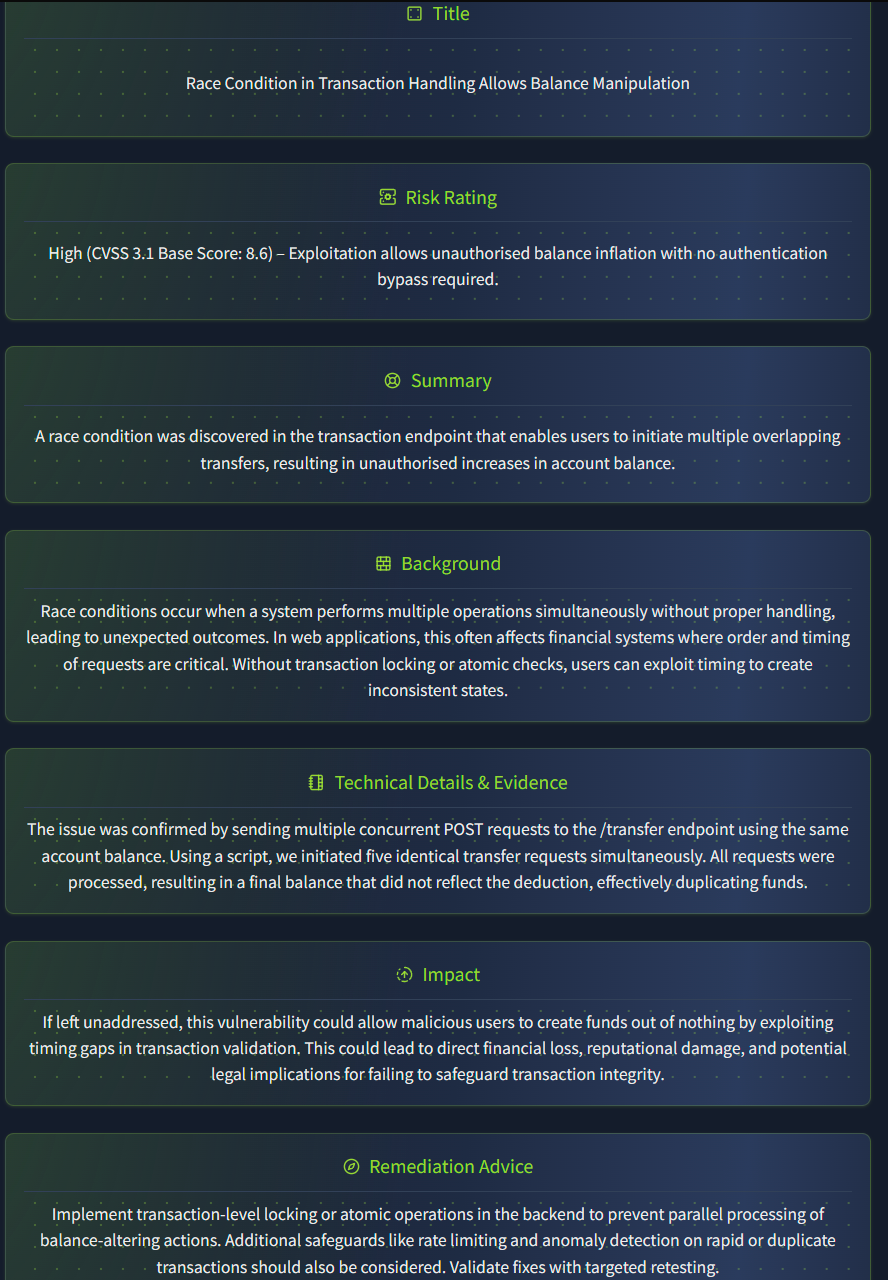 Title
Race Condition in Transaction Handling Allows Balance Manipulation
Risk Rating
High (CVSS 3.1 Base Score: 8.6) – Exploitation allows unauthorised balance inflation with no authentication
bypass required.
Summary
A race condition was discovered in the transaction endpoint that enables users to initiate multiple overlapping
transfers, resulting in unauthorised increases in account balance.
Background
Race conditions occur when a system performs multiple operations simultaneously without proper handling,
leading to unexpected outcomes. In web applications, this often affects financial systems where order and timing
of requests are critical. Without transaction locking or atomic checks, users can exploit timing to create
inconsistent states.
Technical Details & Evidence
The issue was confirmed by sending multiple concurrent POST requests to the /transfer endpoint using the same
account balance. Using a script, we initiated five identical transfer requests simultaneously. All requests were
processed, resulting in a final balance that did not reflect the deduction, effectively duplicating funds.
Impact
If left unaddressed, this vulnerability could allow malicious users to create funds out of nothing by exploiting
timing gaps in transaction validation. This could lead to direct financial loss, reputational damage, and potential
legal implications for failing to safeguard transaction integrity.
Remediation Advice
Implement transaction-level locking or atomic operations in the backend to prevent parallel processing of
balance-altering actions. Additional safeguards like rate limiting and anomaly detection on rapid or duplicate
transactions should also be considered. Validate fixes with targeted retesting.